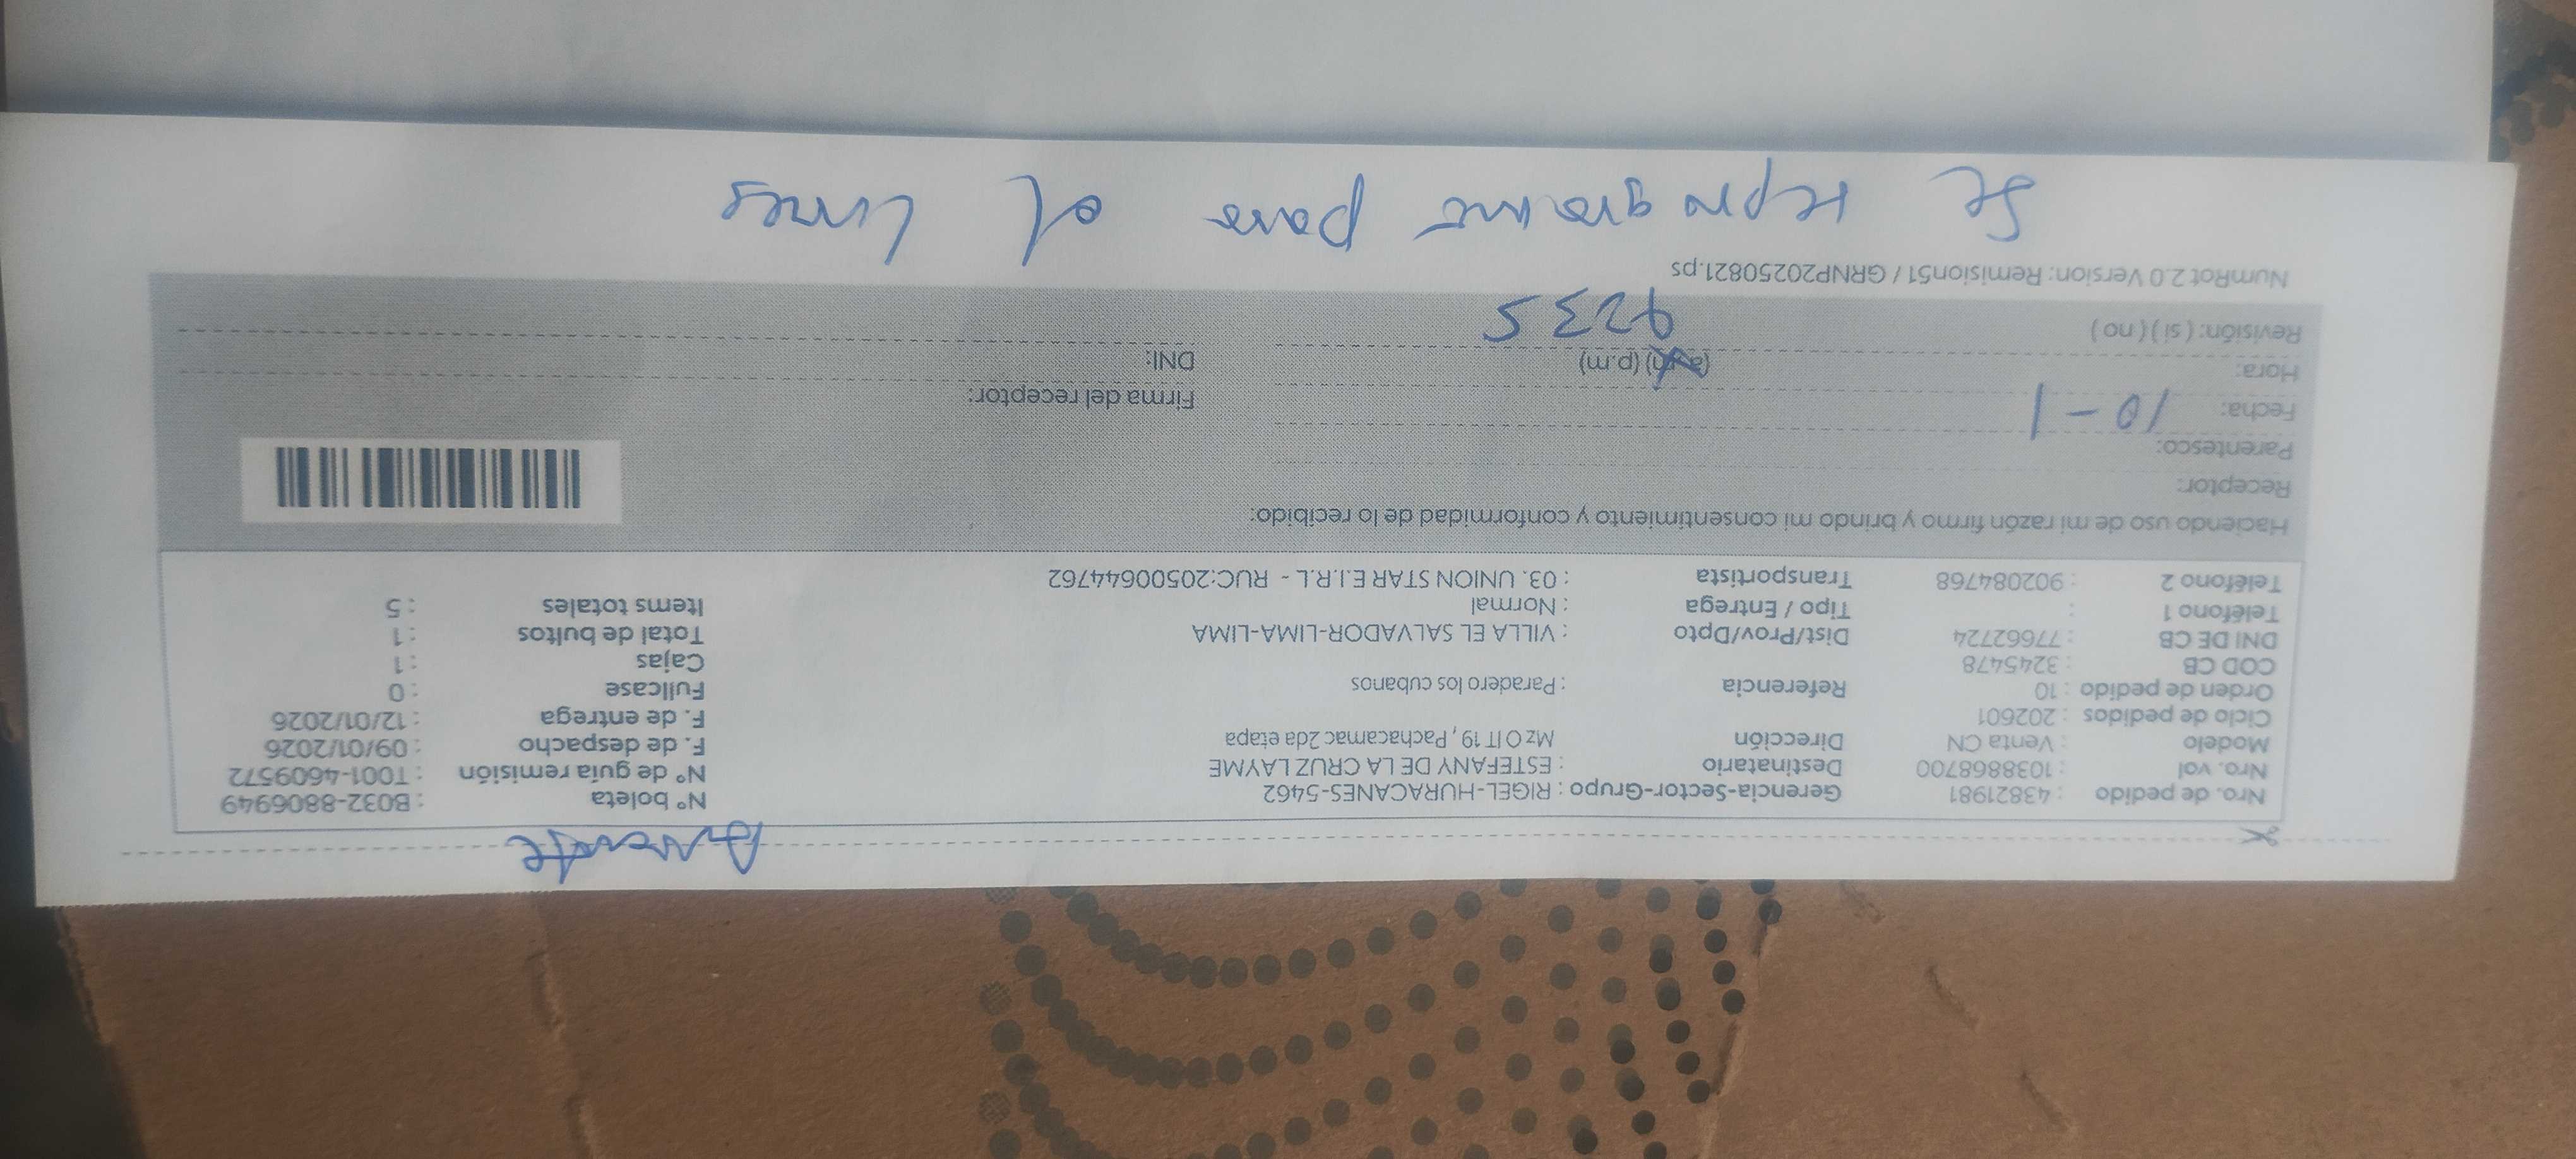 Ausente
Nro. de pedido : 43821981 Gerencia-Sector-Grupo : RIGEL-HURACANES-5462 N° boleta : B032-8806949
Nro. vol : 1038868700 Destinatario : ESTEFANY DE LA CRUZ LAYME N° de guía remisión : T001-4609572
Modelo : Venta CN Dirección Mz O lT 19, Pachacamac 2da etapa F. de despacho : 09/01/2026
Ciclo de pedidos : 202601 F. de entrega : 12/01/2026
Orden de pedido : 10 Referencia : Paradero los cubanos Fullcase : 0
COD CB : 3245478 Cajas : 1
DNI DE CB : 77662724 Dist/Prov/Dpto : VILLA EL SALVADOR-LIMA-LIMA Total de bultos : 1
Teléfono 1 : Tipo / Entrega : Normal Items totales : 5
Teléfono 2 : 902084768 Transportista : 03. UNION STAR E.I.R.L - RUC:20500644762
Haciendo uso de mi razón firmo y brindo mi consentimiento y conformidad de lo recibido:
Receptor:
Parentesco:
Fecha: 10-1 Firma del receptor:
Hora: (a.m) (p.m) DNI:
Revisión: ( si ) ( no ) 9235
NumRot 2.0 Version: Remision51 / GRNP20250821.ps
Se reprogramo para el Lunes